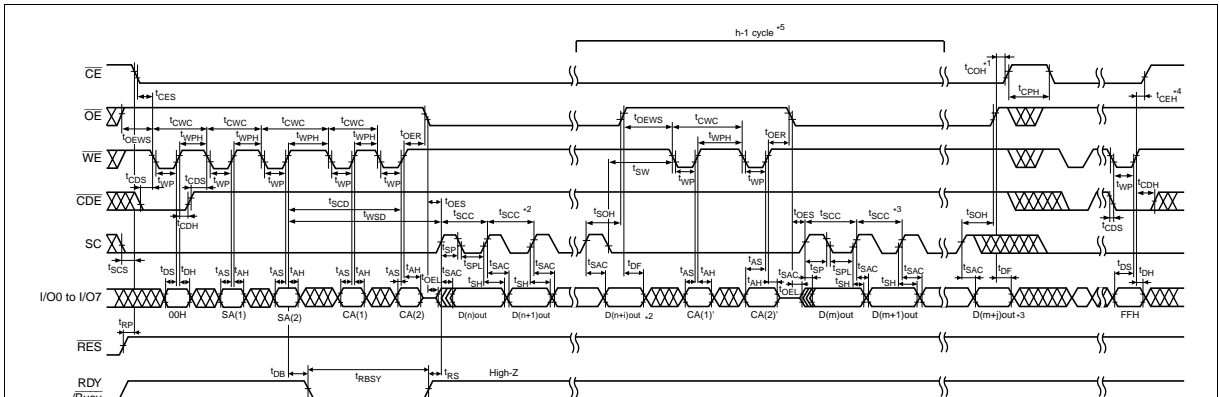 h-1 cycle *5
CE
tCOH*1
tCPH
tCEH*4
tCES
OE
tOEWS tCWC tCWC tCWC tCWC
tWPH tWPH tWPH tWPH tOER
tOEWS tCWC
tWPH tOER
WE
tCDS tWP tCDS tWP tWP tWP tWP
tSW tWP tWP
tWP
tCDH
CDE
tCDH
tSCD
tWSD
tOES
tSCC tSCC*2
tSOH
tOES tSCC tSCC*3
tSOH
tCDS
SC
tSCS
tSP
tSPL
tDS tDH tAS tAH tAS tAH tAS tAH tAS tAH
tOEL
tSAC tSH tSAC tSH
tSAC tDF tAS tAH tAS tAH
tSAC tOEL
tSP tSPL tSAC tSH tSAC tSH
tSAC tDF
tDS tDH
I/O0 to I/O7
00H SA(1) SA(2) CA(1) CA(2) D(n)out D(n+1)out D(n+i)out*2 CA(1)' CA(2)' D(m)out D(m+1)out D(m+j)out*3 FFH
tRP
RES
tDB tRBSY tRS High-Z
RDY
/Busy